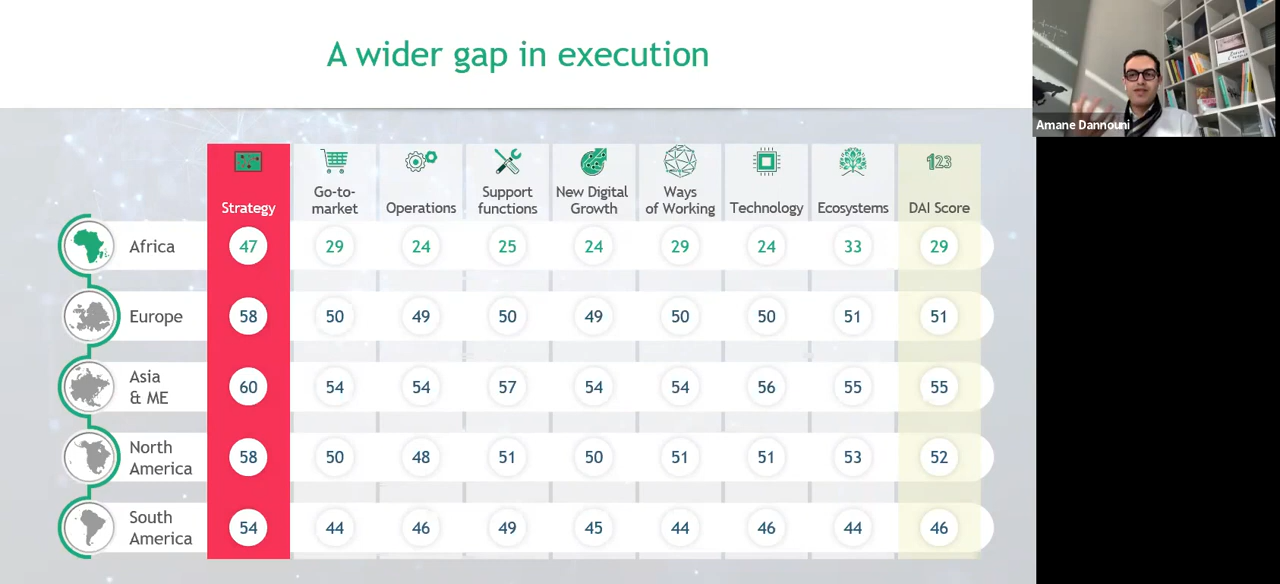 A wider gap in execution
Amane Dannouni
123
Strategy
Go-to-
market
Operations
Support
functions
New Digital
Growth
Ways
of Working
Technology
Ecosystems
DAI Score
Africa 47 29 24 25 24 29 24 33 29
Europe 58 50 49 50 49 50 50 51 51
Asia
& ME 60 54 54 57 54 54 56 55 55
North
America 58 50 48 51 50 51 51 53 52
South
America 54 44 46 49 45 44 46 44 46